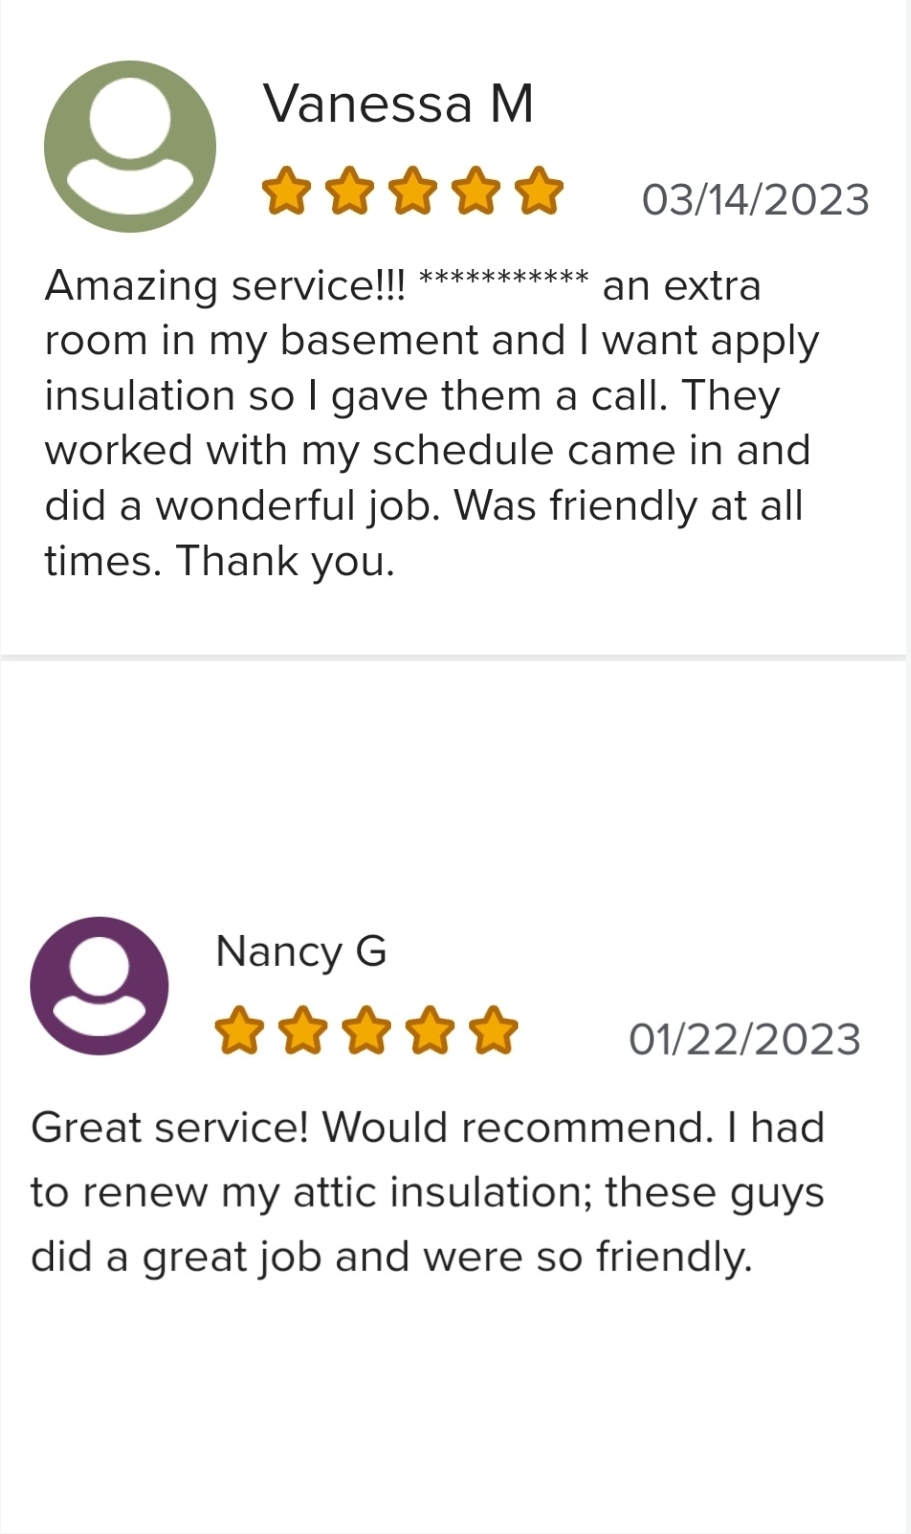 Vanessa M
03/14/2023
Amazing service!!! *********** an extra
room in my basement and I want apply
insulation so I gave them a call. They
worked with my schedule came in and
did a wonderful job. Was friendly at all
times. Thank you.
Nancy G
01/22/2023
Great service! Would recommend. I had
to renew my attic insulation; these guys
did a great job and were so friendly.